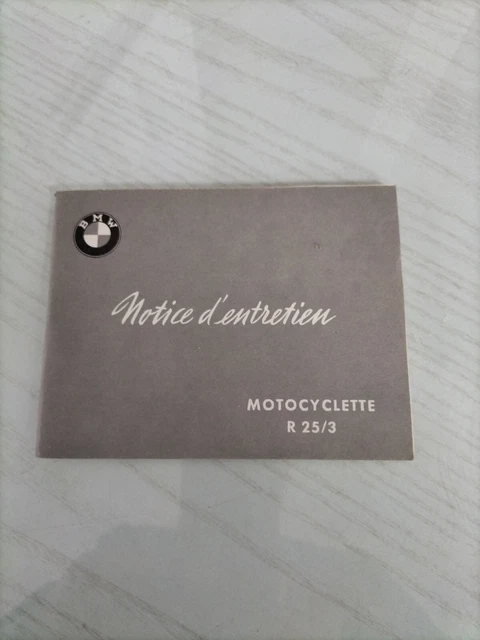 BMW
Notice d'entretien
MOTOCYCLETTE
R 25/3